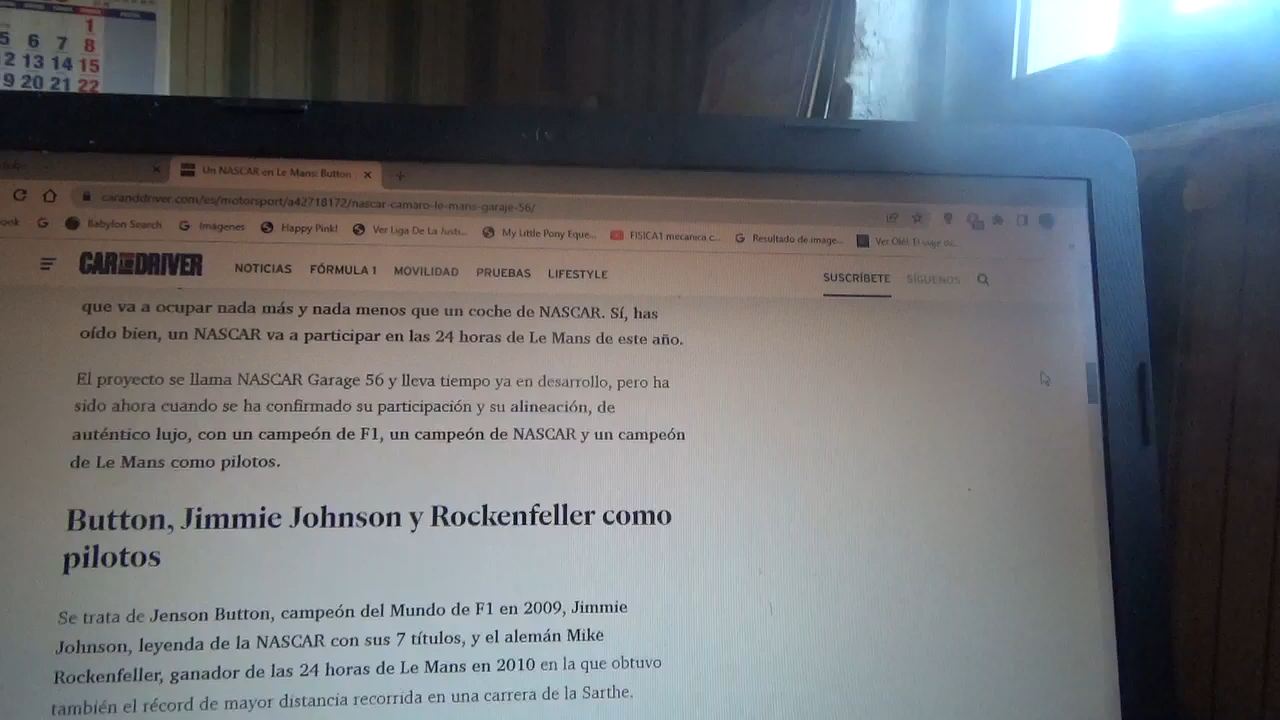 1
5 6 7 8
2 13 14 15
9 20 21 22
Un NASCAR en Le Mans: Button
caranddriver.com/es/motorsport/a42718172/nascar-camaro-le-mans-garaje-56/
ook Babylon Search Imágenes Happy Pink! Ver Liga De La Justi... My Little Pony Eque... FISICA1 mecanica c... Resultado de image... Ver Olé! El viaje de...
CAR AND DRIVER NOTICIAS FÓRMULA 1 MOVILIDAD PRUEBAS LIFESTYLE SUSCRÍBETE SÍGUENOS
que va a ocupar nada más y nada menos que un coche de NASCAR. Sí, has
oído bien, un NASCAR va a participar en las 24 horas de Le Mans de este año.
El proyecto se llama NASCAR Garage 56 y lleva tiempo ya en desarrollo, pero ha
sido ahora cuando se ha confirmado su participación y su alineación, de
auténtico lujo, con un campeón de F1, un campeón de NASCAR y un campeón
de Le Mans como pilotos.
Button, Jimmie Johnson y Rockenfeller como
pilotos
Se trata de Jenson Button, campeón del Mundo de F1 en 2009, Jimmie
Johnson, leyenda de la NASCAR con sus 7 títulos, y el alemán Mike
Rockenfeller, ganador de las 24 horas de Le Mans en 2010 en la que obtuvo
también el récord de mayor distancia recorrida en una carrera de la Sarthe.